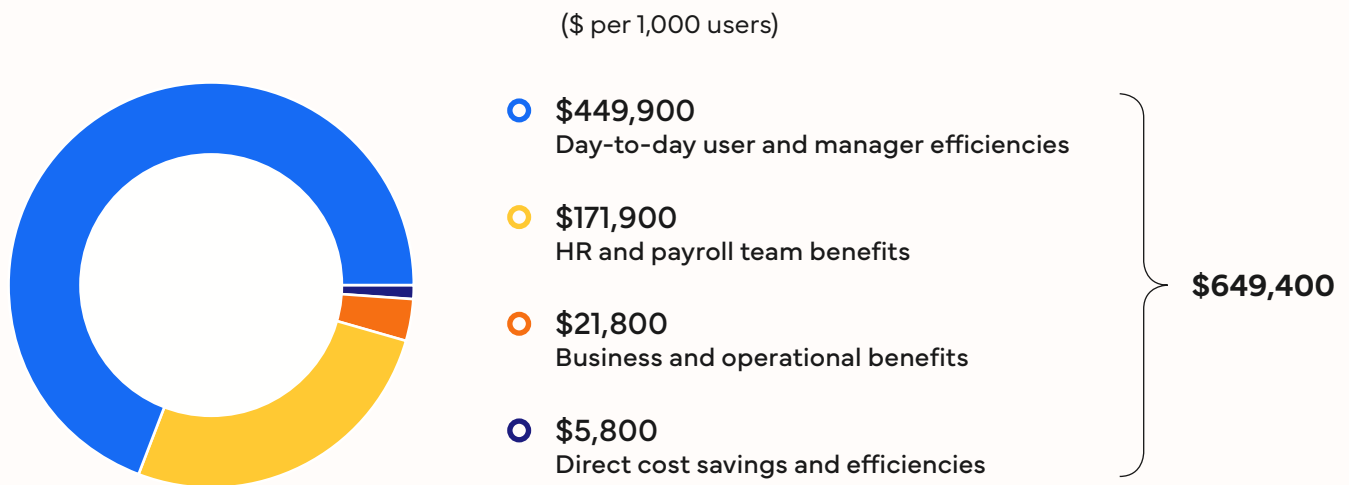 ($ per 1,000 users)
$449,900
Day-to-day user and manager efficiencies
$171,900
HR and payroll team benefits
$649,400
$21,800
Business and operational benefits
$5,800
Direct cost savings and efficiencies